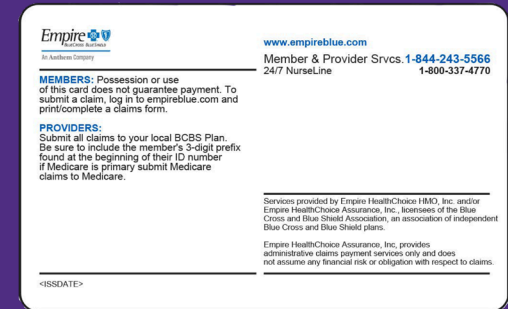 Empire
BLUECROSS BLUESHIELD
An Anthem Company
MEMBERS: Possession or use
of this card does not guarantee payment. To
submit a claim, log in to empireblue.com and
print/complete a claims form.
PROVIDERS:
Submit all claims to your local BCBS Plan.
Be sure to include the member's 3-digit prefix
found at the beginning of their ID number
if Medicare is primary submit Medicare
claims to Medicare.
<ISSDATE>
www.empireblue.com
Member & Provider Srvcs. 1-844-243-5566
24/7 NurseLine 1-800-337-4770
Services provided by Empire HealthChoice HMO, Inc. and/or
Empire HealthChoice Assurance, Inc., licensees of the Blue
Cross and Blue Shield Association, an association of independent
Blue Cross and Blue Shield plans.
Empire HealthChoice Assurance, Inc, provides
administrative claims payment services only and does
not assume any financial risk or obligation with respect to claims.